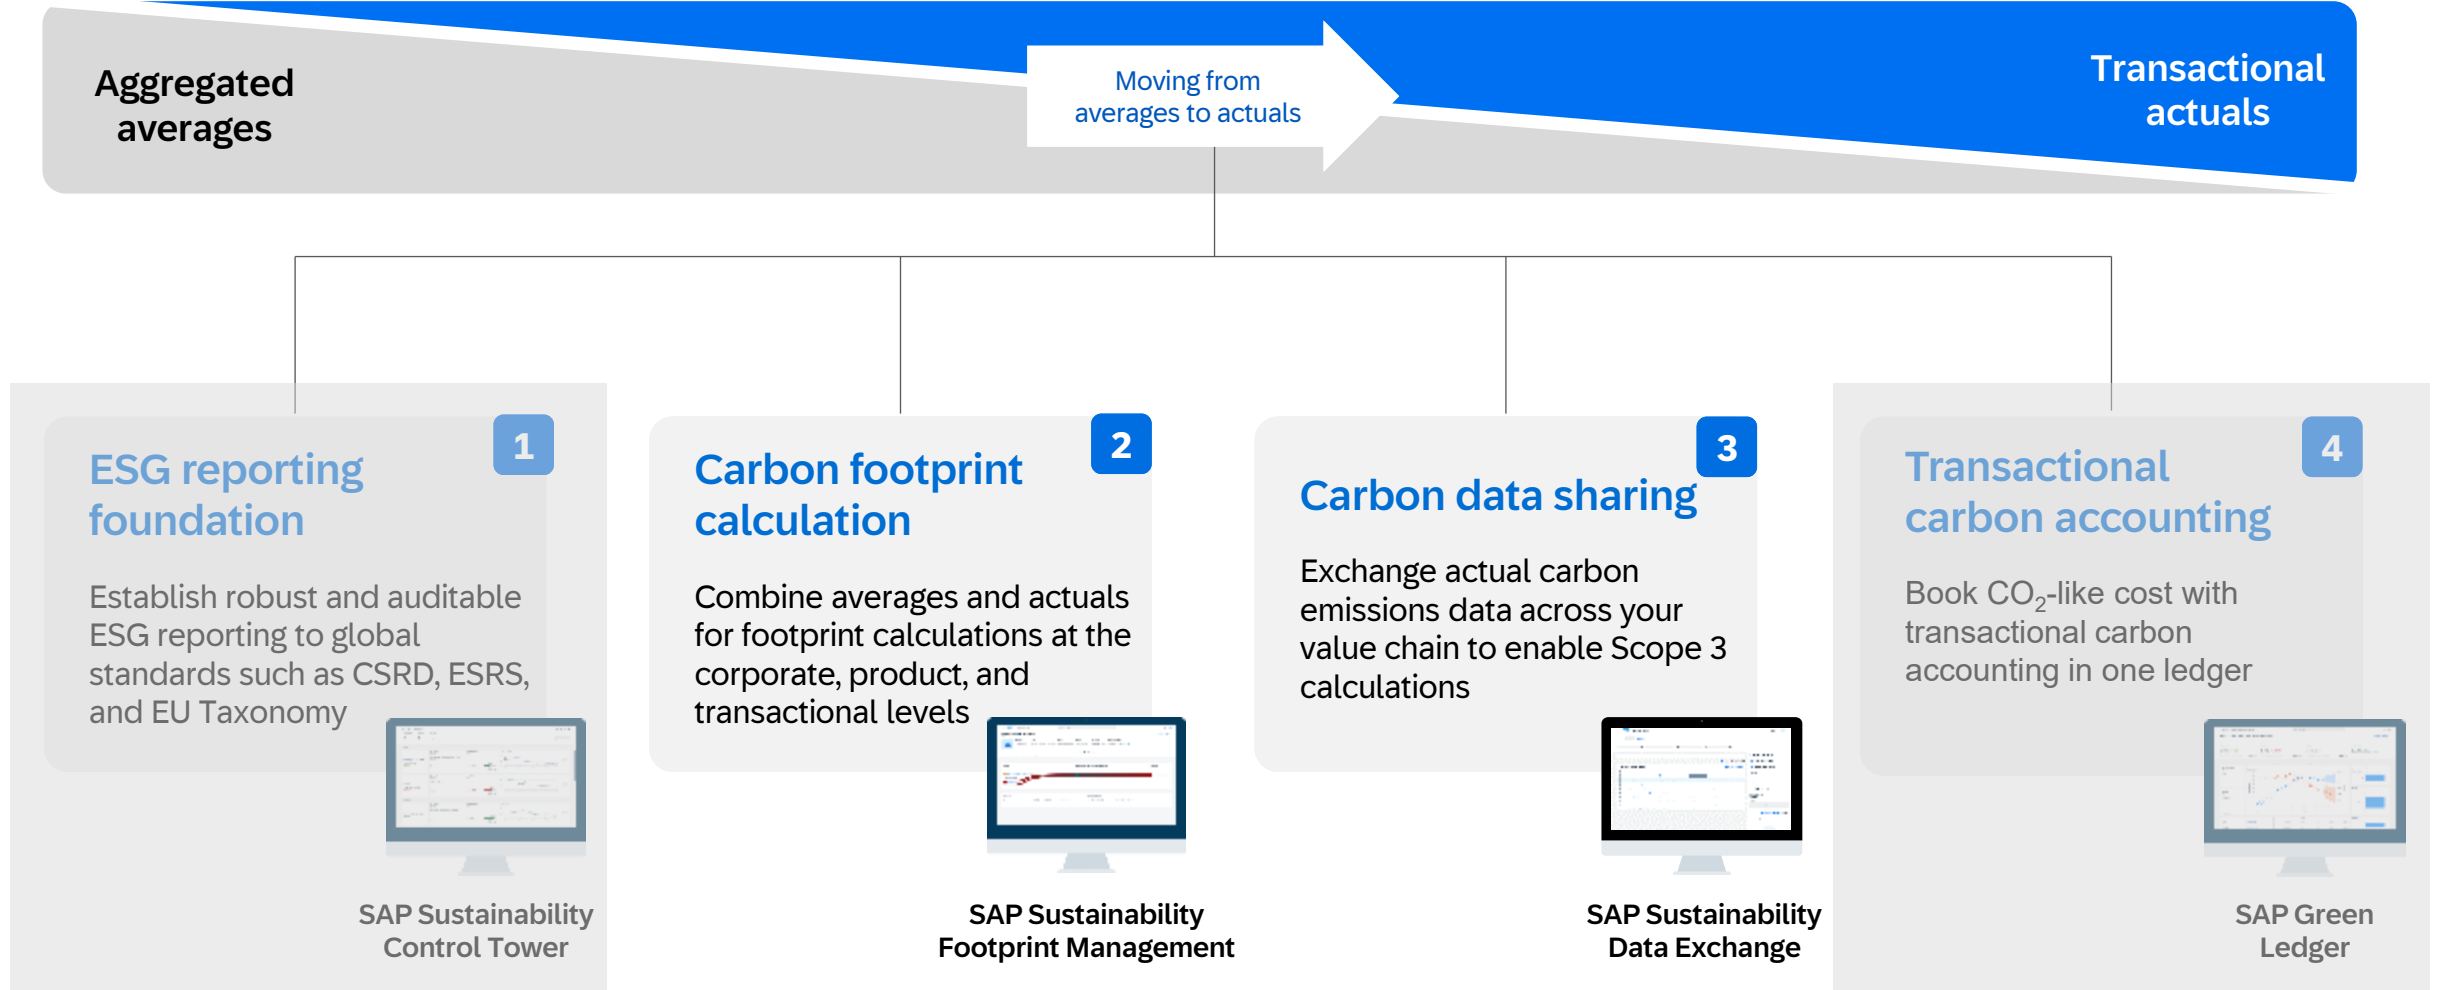 Aggregated
averages
Moving from
averages to actuals
Transactional
actuals
1
ESG reporting
foundation
Establish robust and auditable
ESG reporting to global
standards such as CSRD, ESRS,
and EU Taxonomy
SAP Sustainability
Control Tower
2
Carbon footprint
calculation
Combine averages and actuals
for footprint calculations at the
corporate, product, and
transactional levels
SAP Sustainability
Footprint Management
3
Carbon data sharing
Exchange actual carbon
emissions data across your
value chain to enable Scope 3
calculations
SAP Sustainability
Data Exchange
4
Transactional
carbon accounting
Book CO₂-like cost with
transactional carbon
accounting in one ledger
SAP Green
Ledger